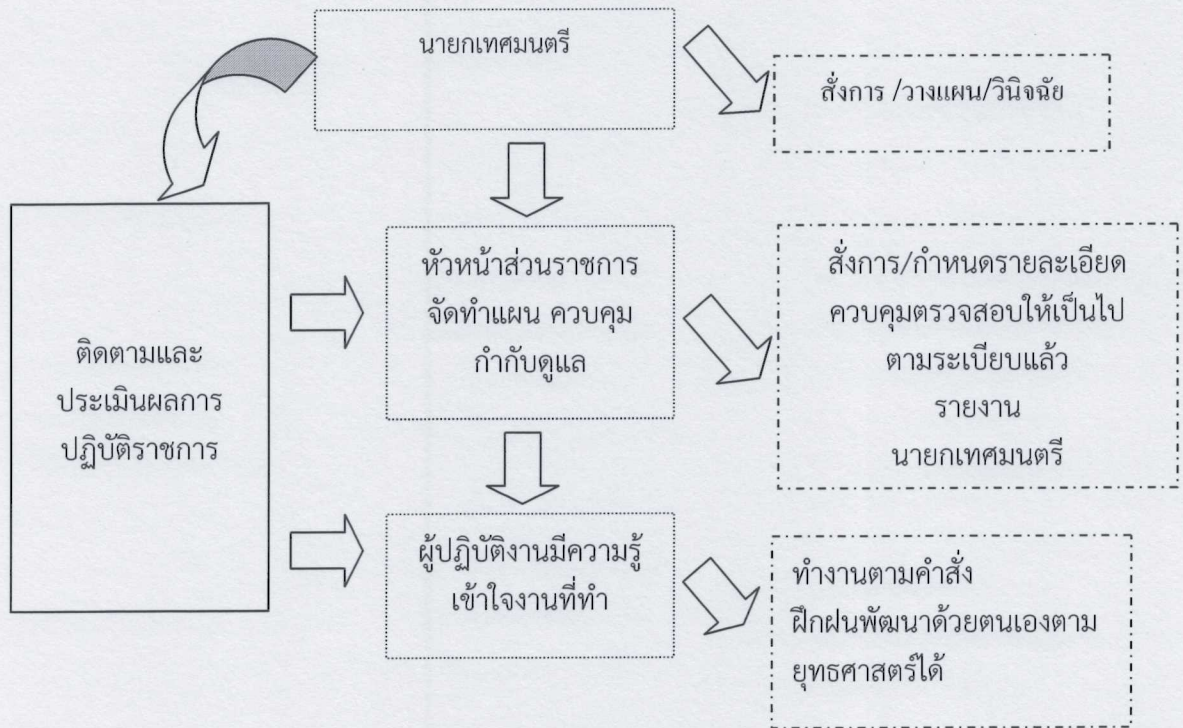 นายกเทศมนตรี
สั่งการ /วางแผน/วินิจฉัย
หัวหน้าส่วนราชการ
จัดทำแผน ควบคุม
กำกับดูแล
สั่งการ/กำหนดรายละเอียด
ควบคุมตรวจสอบให้เป็นไป
ตามระเบียบแล้ว
รายงาน
นายกเทศมนตรี
ติดตามและ
ประเมินผลการ
ปฏิบัติราชการ
ผู้ปฏิบัติงานมีความรู้
เข้าใจงานที่ทำ
ทำงานตามคำสั่ง
ฝึกฝนพัฒนาด้วยตนเองตาม
ยุทธศาสตร์ได้